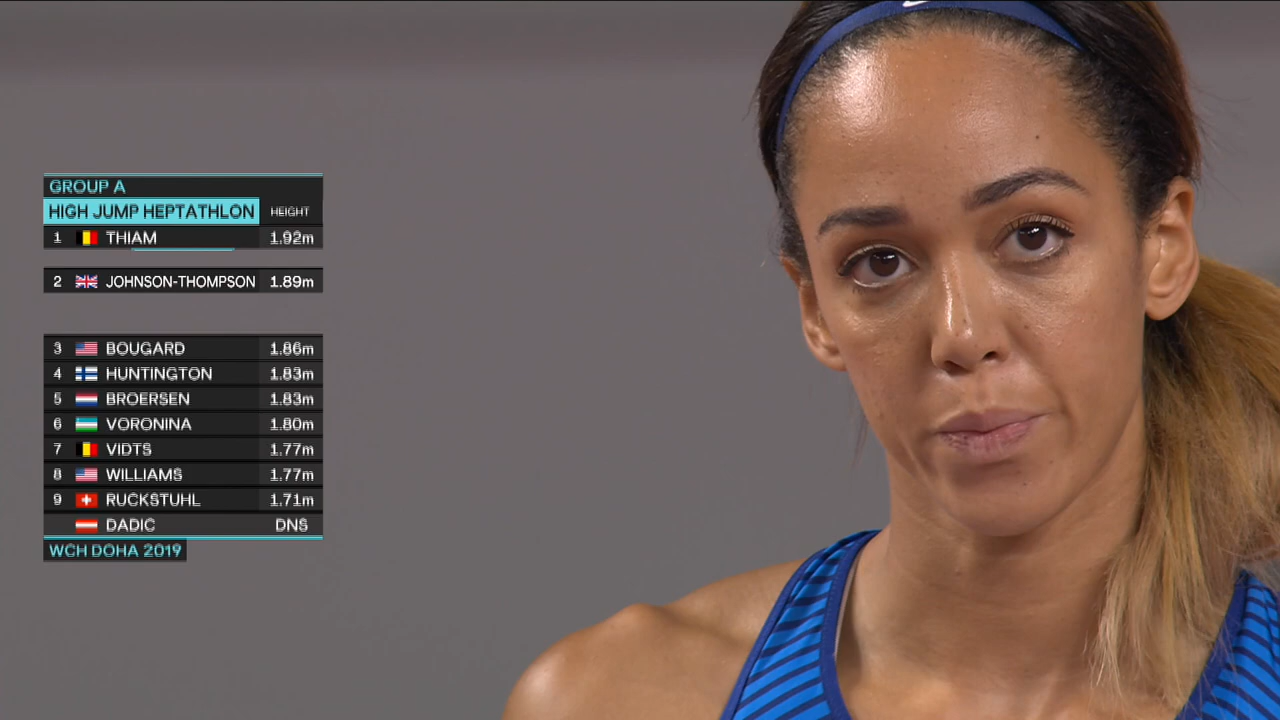 GROUP A
HIGH JUMP HEPTATHLON HEIGHT
1 THIAM 1.92m
2 JOHNSON-THOMPSON 1.89m
3 BOUGARD 1.86m
4 HUNTINGTON 1.83m
5 BROERSEN 1.83m
6 VORONINA 1.80m
7 VIDTS 1.77m
8 WILLIAMS 1.77m
9 RUCKSTUHL 1.71m
DADIC DNS
WCH DOHA 2019